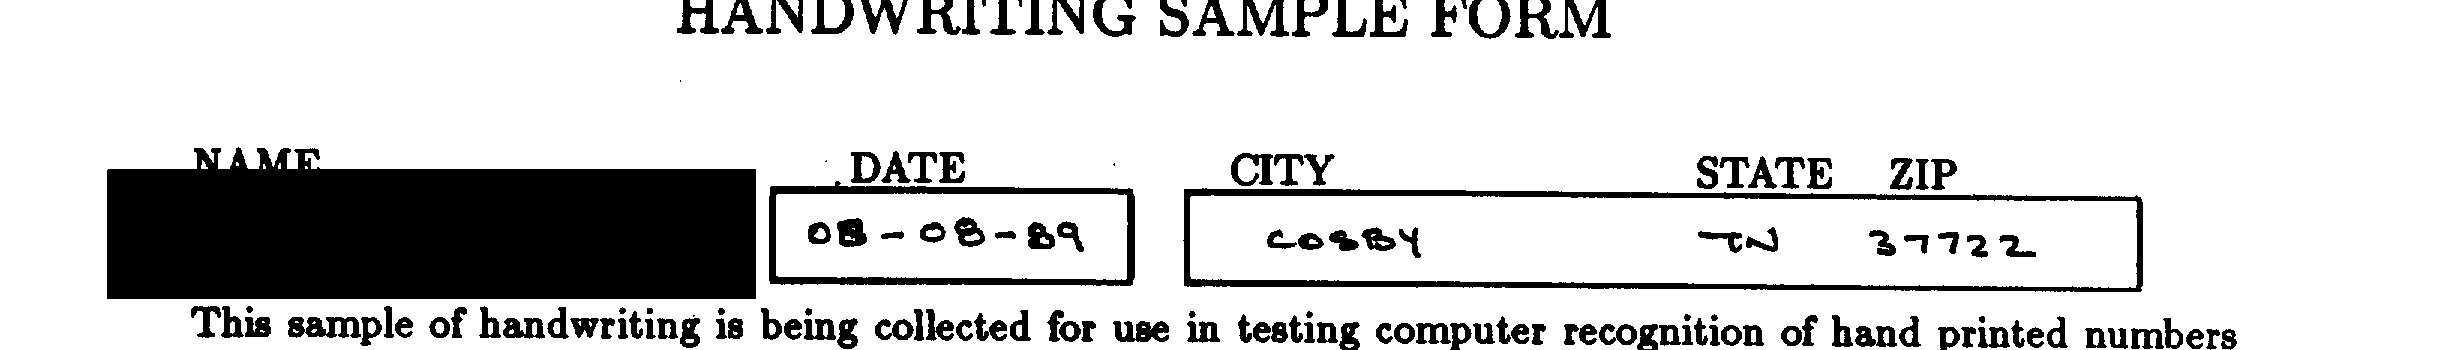 HANDWRITING SAMPLE FORM
NAME DATE CITY STATE ZIP
08-08-89 COSBY TN 37722
This sample of handwriting is being collected for use in testing computer recognition of hand printed numbers